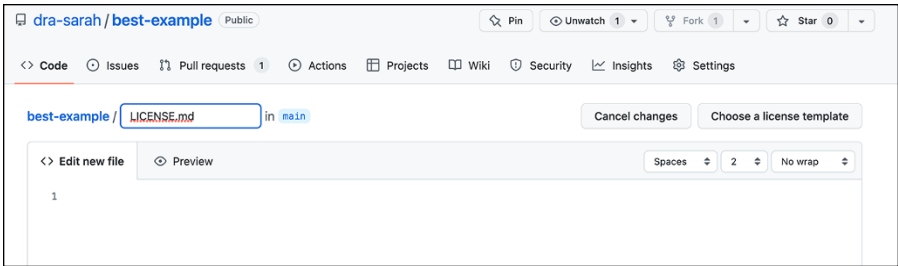 dra-sarah / best-example Public Pin Unwatch 1 Fork 1 Star 0
Code Issues Pull requests 1 Actions Projects Wiki Security Insights Settings
best-example / LICENSE.md in main Cancel changes Choose a license template
Edit new file Preview Spaces 2 No wrap
1